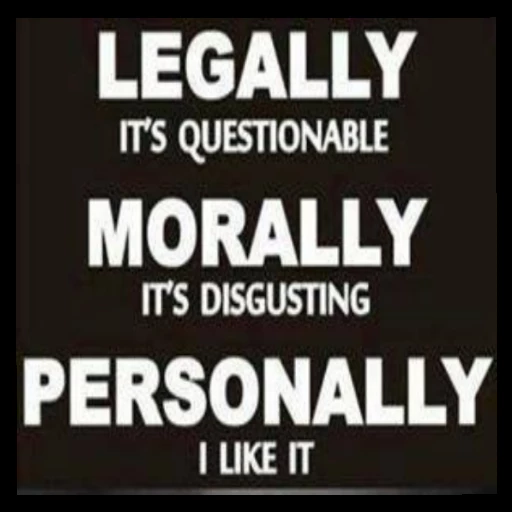 LEGALLY
IT'S QUESTIONABLE
MORALLY
IT'S DISGUSTING
PERSONALLY
I LIKE IT